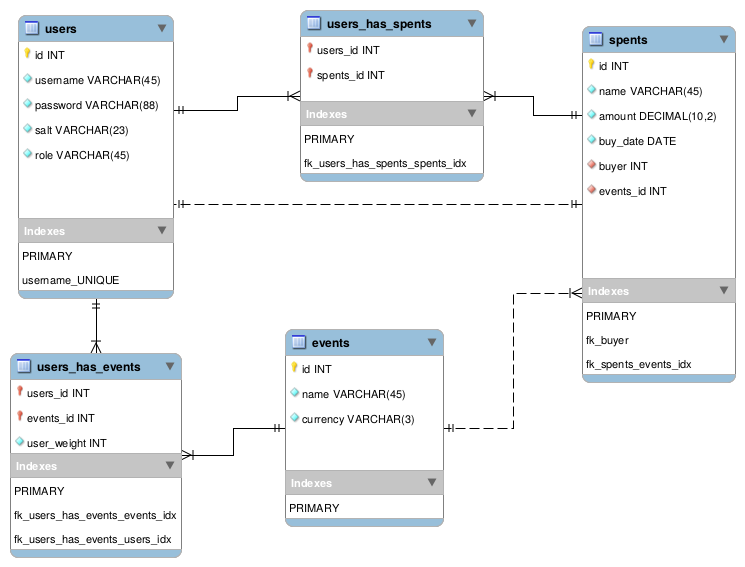 users
id INT
username VARCHAR(45)
password VARCHAR(88)
salt VARCHAR(23)
role VARCHAR(45)
Indexes
PRIMARY
username_UNIQUE
users_has_spents
users_id INT
spents_id INT
Indexes
PRIMARY
fk_users_has_spents_spents_idx
spents
id INT
name VARCHAR(45)
amount DECIMAL(10,2)
buy_date DATE
buyer INT
events_id INT
Indexes
PRIMARY
fk_buyer
fk_spents_events_idx
users_has_events
users_id INT
events_id INT
user_weight INT
Indexes
PRIMARY
fk_users_has_events_events_idx
fk_users_has_events_users_idx
events
id INT
name VARCHAR(45)
currency VARCHAR(3)
Indexes
PRIMARY